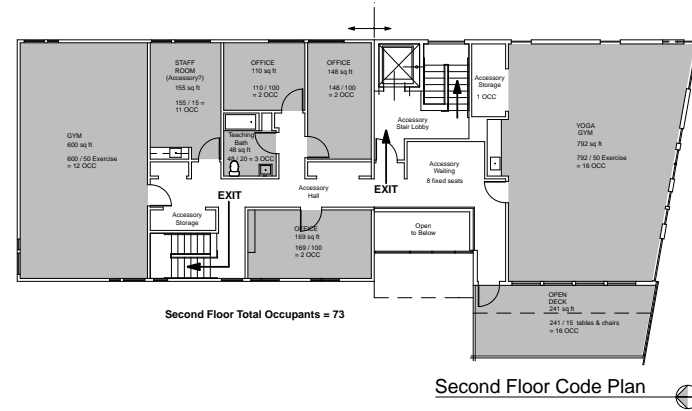 STAFF
ROOM
(Accessory?)
155 sq ft
155 / 15 =
11 OCC
OFFICE
110 sq ft
110 / 100
= 2 OCC
OFFICE
148 sq ft
148 / 100
= 2 OCC
Accessory
Storage
1 OCC
GYM
600 sq ft
600 / 50 Exercise
= 12 OCC
Teaching
Bath
48 sq ft
48 / 20 = 3 OCC
Accessory
Stair Lobby
YOGA
GYM
792 sq ft
792 / 50 Exercise
= 16 OCC
Accessory
Waiting
8 fixed seats
EXIT
Accessory
Hall
EXIT
Accessory
Storage
OFFICE
169 sq ft
169 / 100
= 2 OCC
Open
to Below
OPEN
DECK
241 sq ft
241 / 15 tables & chairs
= 16 OCC
Second Floor Total Occupants = 73
Second Floor Code Plan